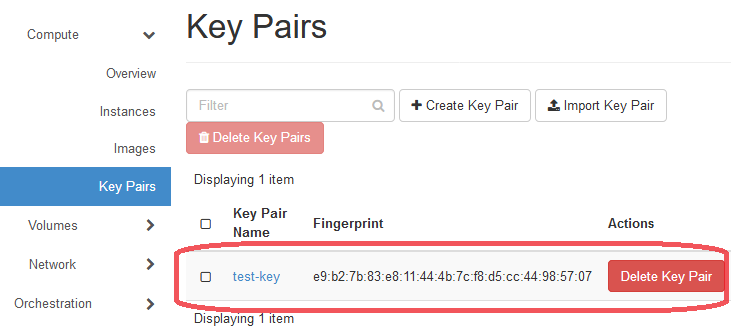 Compute
Overview
Instances
Images
Key Pairs
Volumes
Network
Orchestration
Key Pairs
Filter
Create Key Pair
Import Key Pair
Delete Key Pairs
Displaying 1 item
Key Pair Name Fingerprint Actions
test-key e9:b2:7b:83:e8:11:44:4b:7c:f8:d5:cc:44:98:57:07 Delete Key Pair
Displaying 1 item